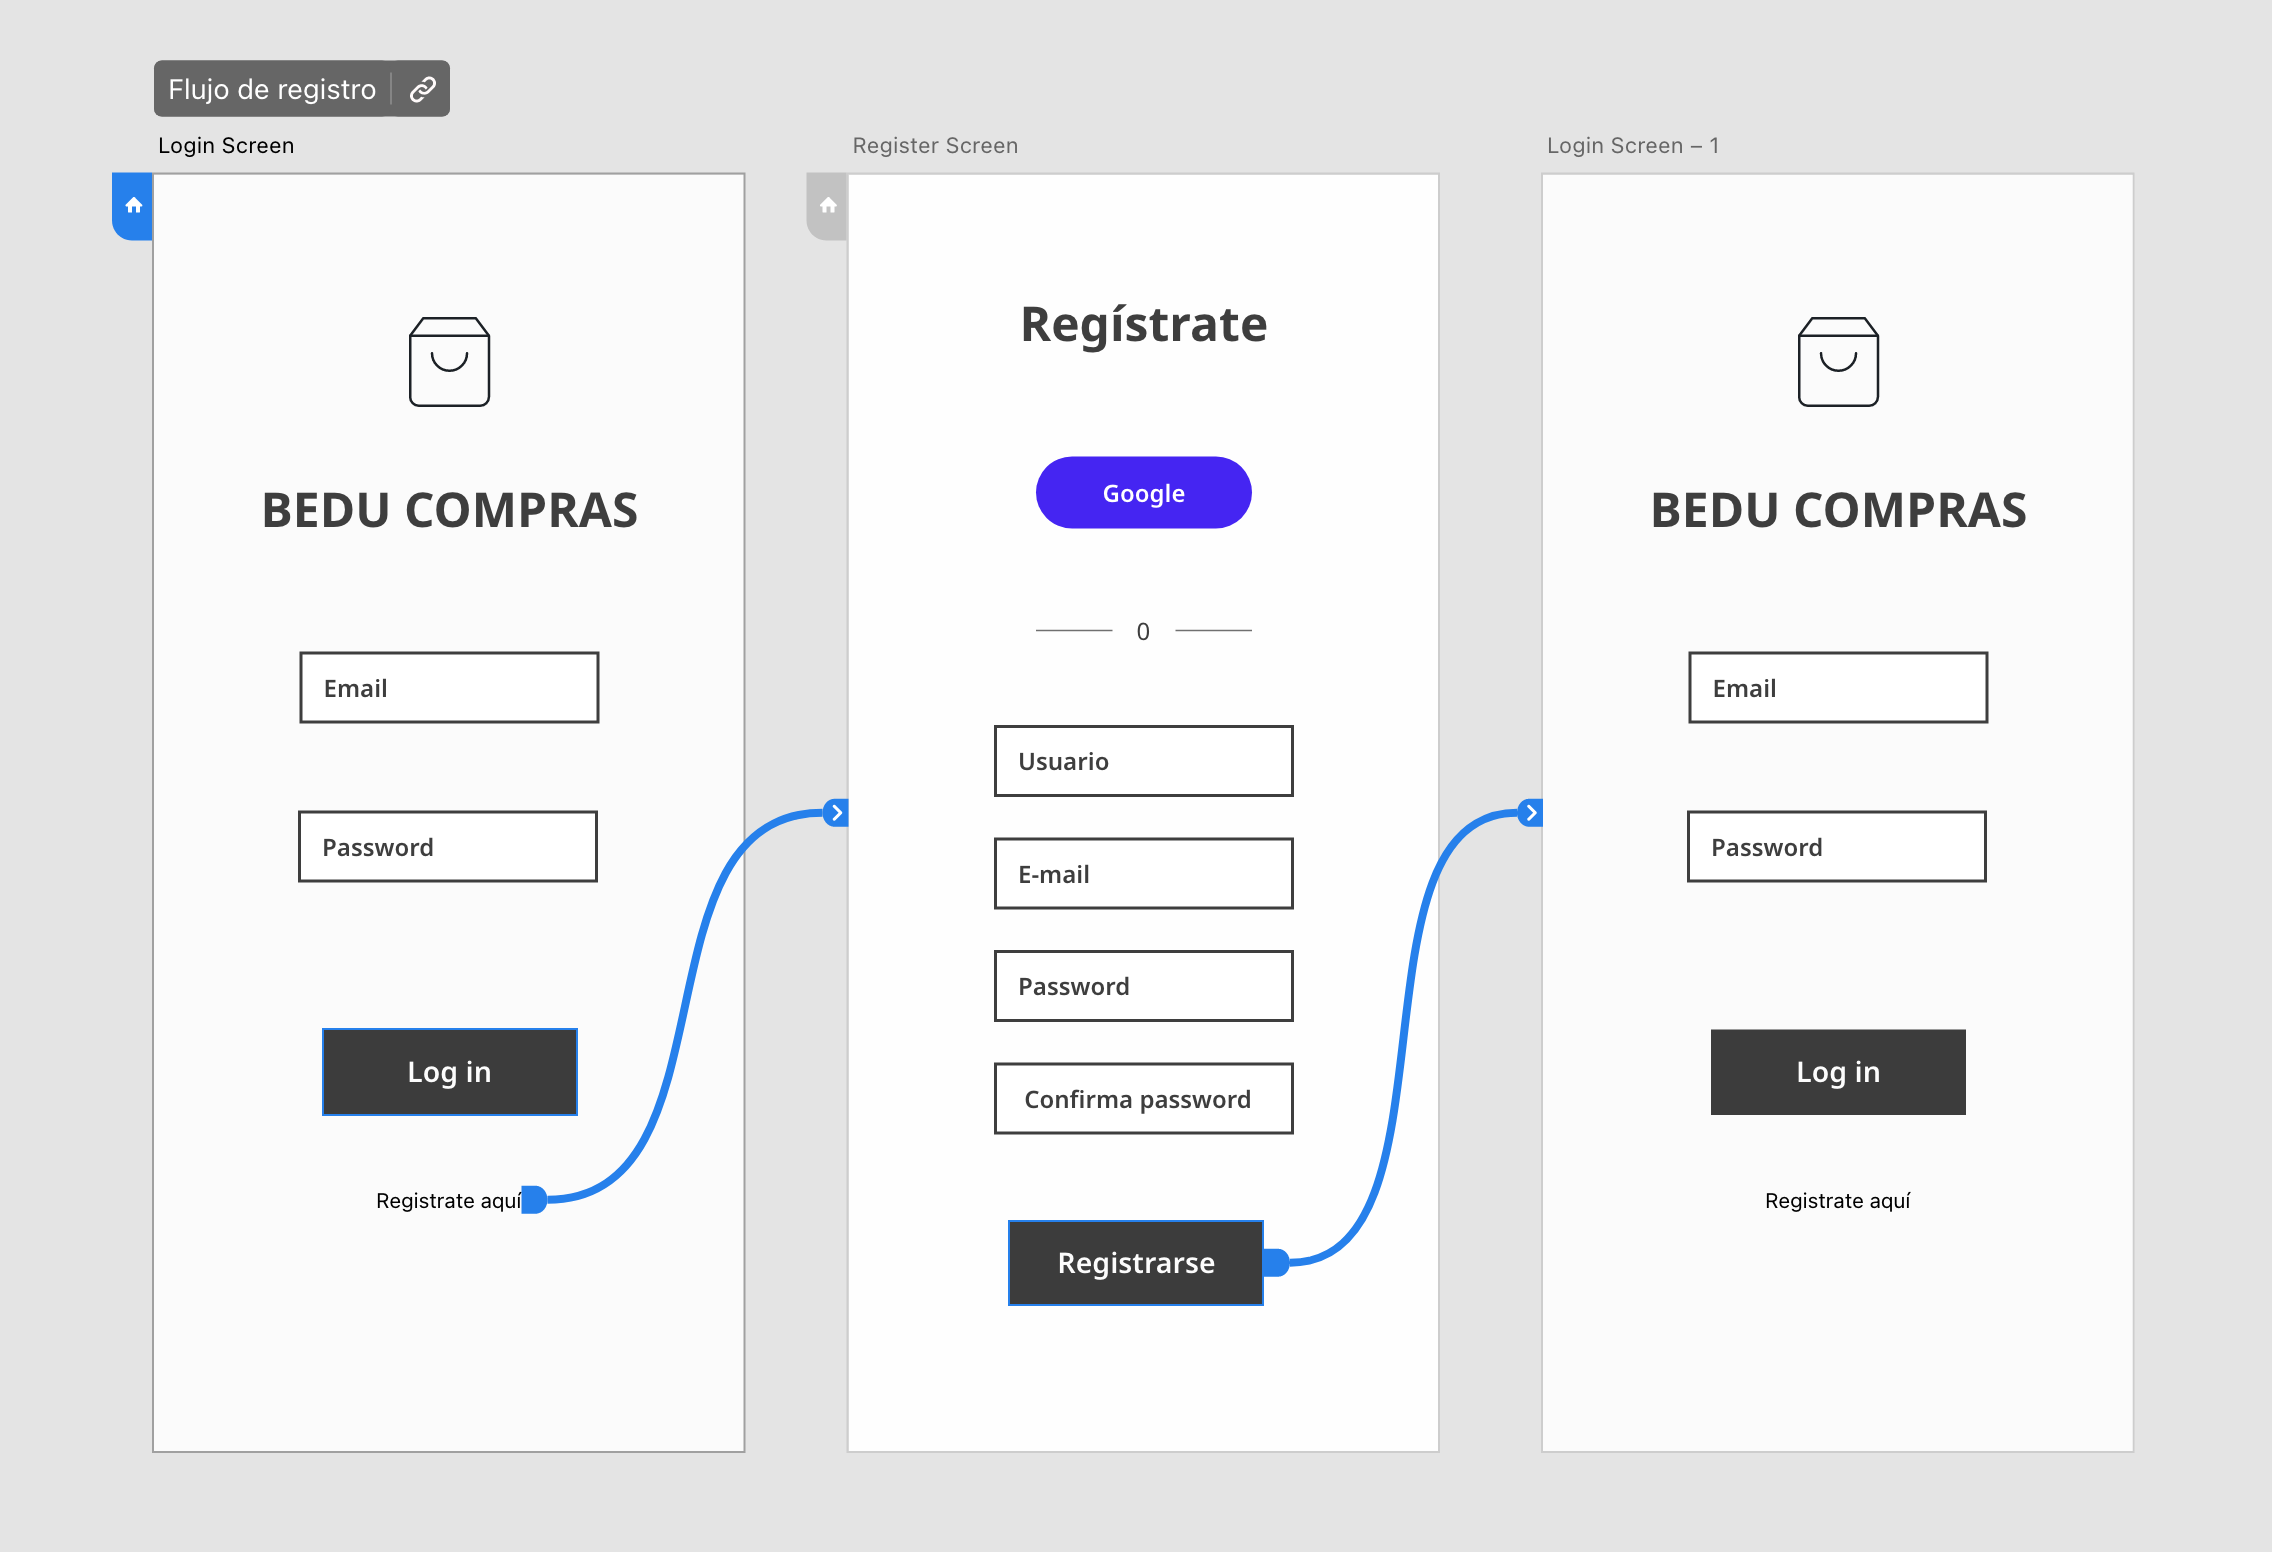 Flujo de registro
Login Screen
BEDU COMPRAS
Email
Password
Log in
Registrate aquí
Register Screen
Regístrate
Google
0
Usuario
E-mail
Password
Confirma password
Registrarse
Login Screen – 1
BEDU COMPRAS
Email
Password
Log in
Registrate aquí